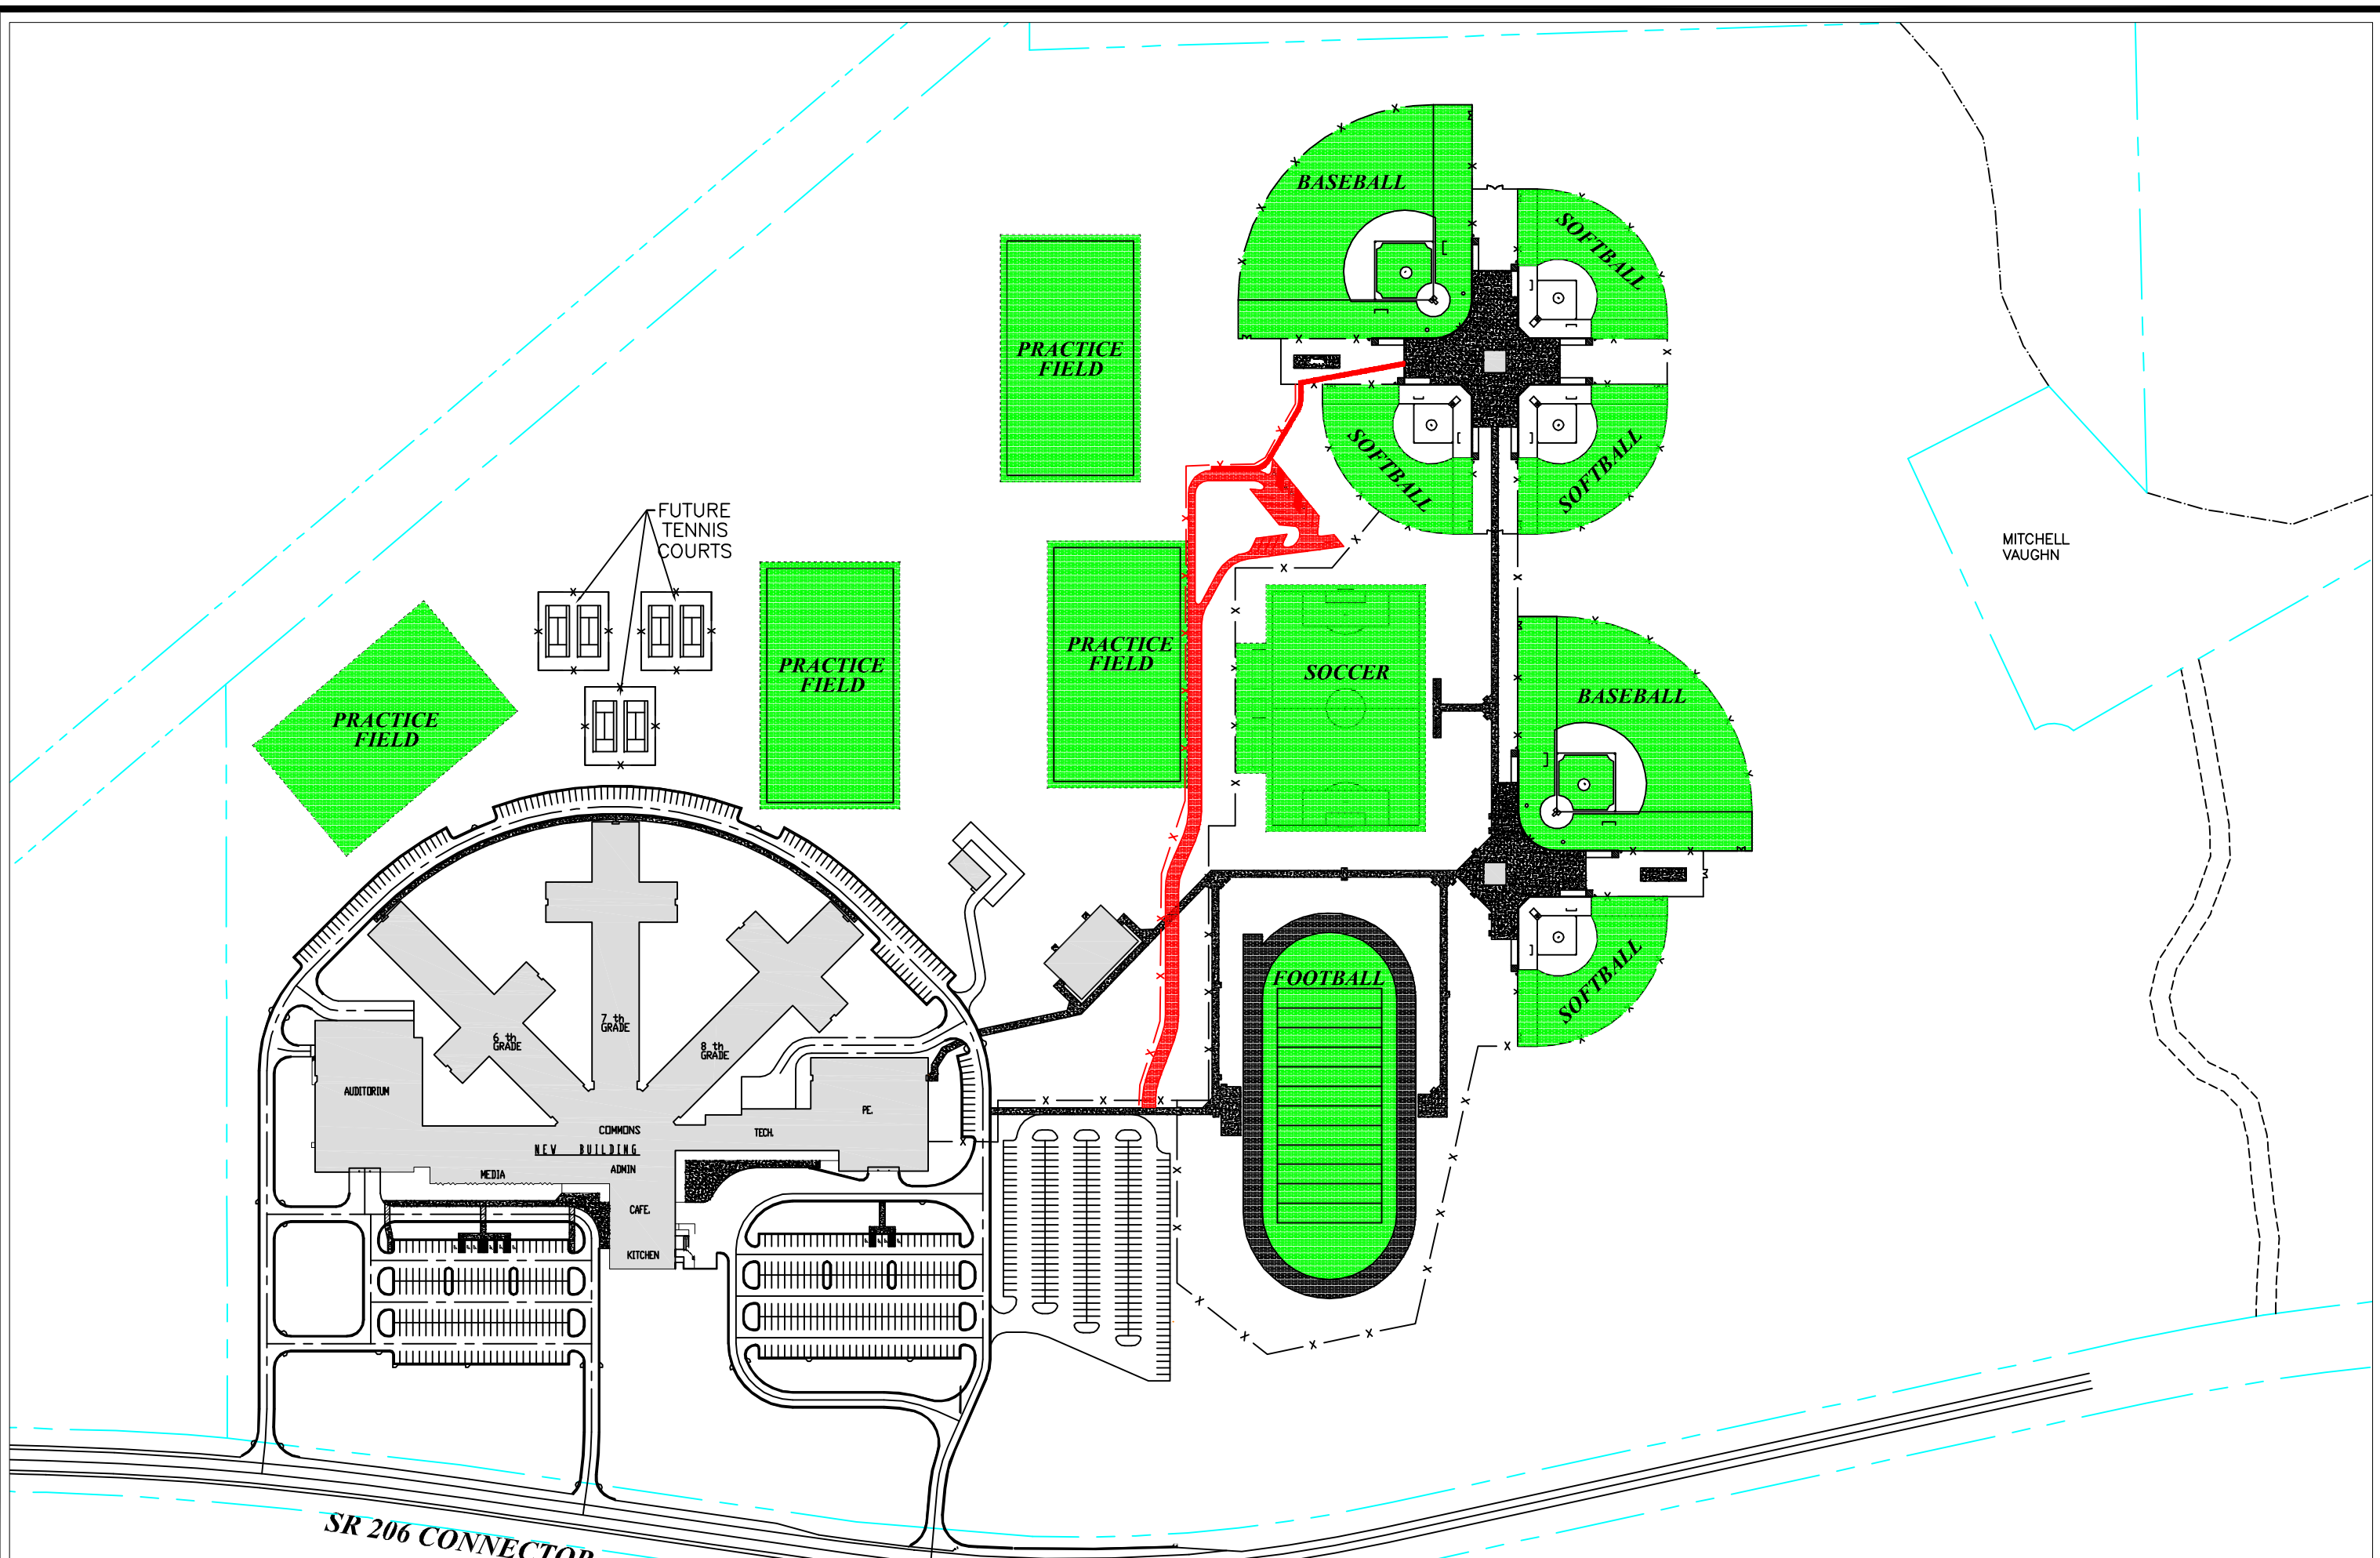 BASEBALL
SOFTBALL
PRACTICE
FIELD
SOFTBALL
SOFTBALL
FUTURE
TENNIS
COURTS
MITCHELL
VAUGHN
PRACTICE
FIELD
PRACTICE
FIELD
PRACTICE
FIELD
SOCCER
BASEBALL
FOOTBALL
SOFTBALL
7 th
GRADE
6 th
GRADE
8 th
GRADE
AUDITORIUM
PE.
COMMONS
TECH.
NEW BUILDING
MEDIA
ADMIN
CAFE.
KITCHEN
SR 206 CONNECTOR